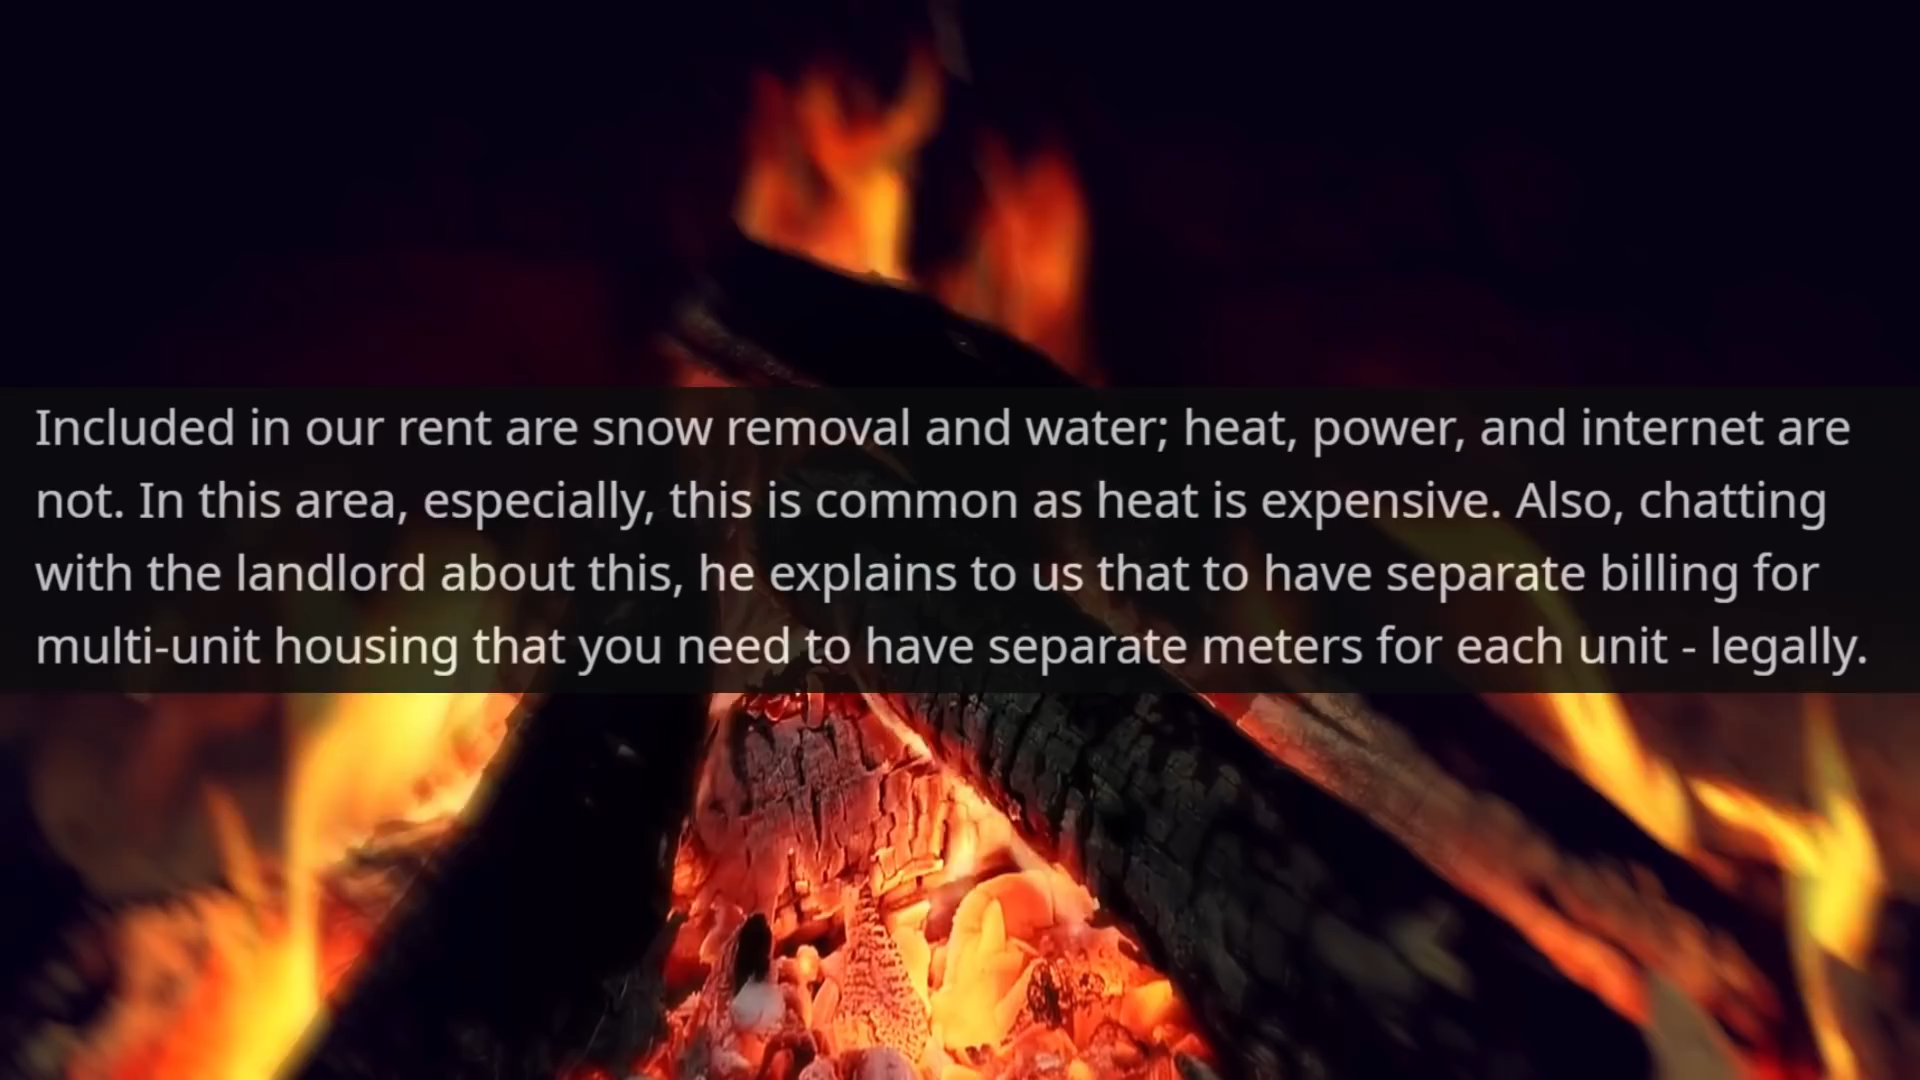 Included in our rent are snow removal and water; heat, power, and internet are
not. In this area, especially, this is common as heat is expensive. Also, chatting
with the landlord about this, he explains to us that to have separate billing for
multi-unit housing that you need to have separate meters for each unit - legally.